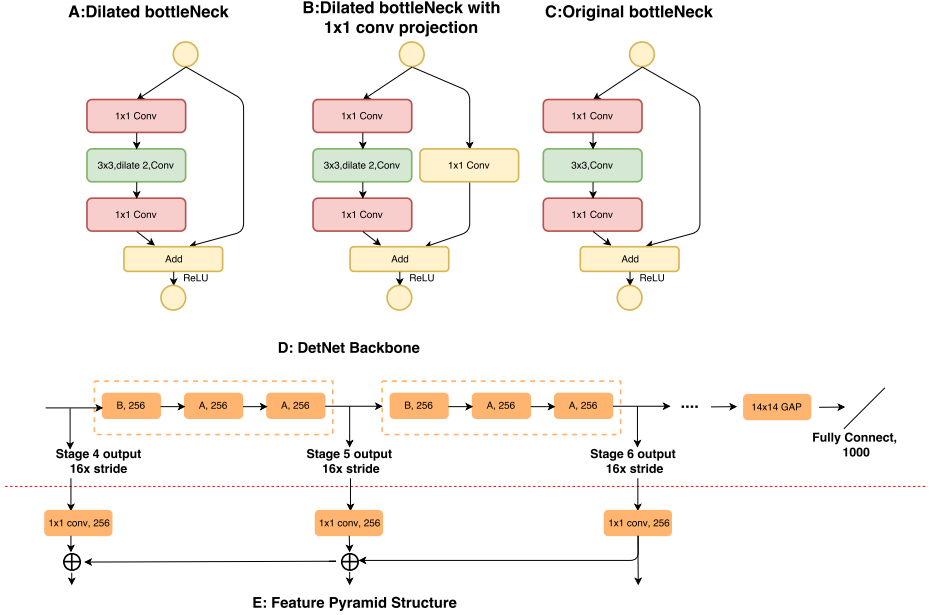 A:Dilated bottleNeck
B:Dilated bottleNeck with
1x1 conv projection
C:Original bottleNeck
1x1 Conv
3x3,dilate 2,Conv
1x1 Conv
Add
ReLU
1x1 Conv
3x3,dilate 2,Conv
1x1 Conv
1x1 Conv
Add
ReLU
1x1 Conv
3x3,Conv
1x1 Conv
Add
ReLU
D: DetNet Backbone
B, 256
A, 256
A, 256
B, 256
A, 256
A, 256
....
14x14 GAP
Fully Connect,
1000
Stage 4 output
16x stride
Stage 5 output
16x stride
Stage 6 output
16x stride
1x1 conv, 256
1x1 conv, 256
1x1 conv, 256
E: Feature Pyramid Structure